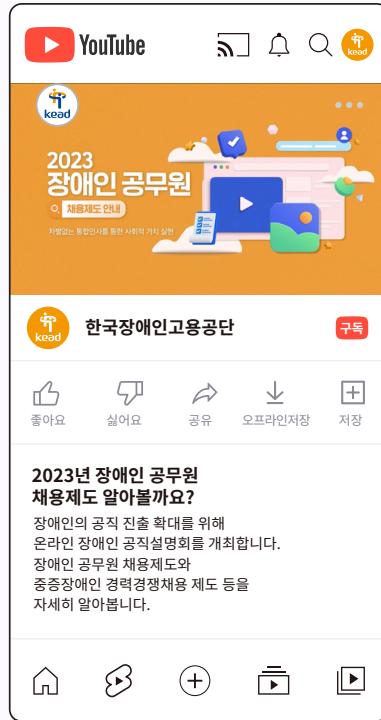 YouTube
kead
kead
2023
장애인 공무원
채용제도 안내
차별없는 통합인사를 통한 사회적 가치 실현
kead
한국장애인고용공단
구독
좋아요 싫어요 공유 오프라인저장 저장
2023년 장애인 공무원
채용제도 알아볼까요?
장애인의 공직 진출 확대를 위해
온라인 장애인 공직설명회를 개최합니다.
장애인 공무원 채용제도와
중증장애인 경력경쟁채용 제도 등을
자세히 알아봅니다.